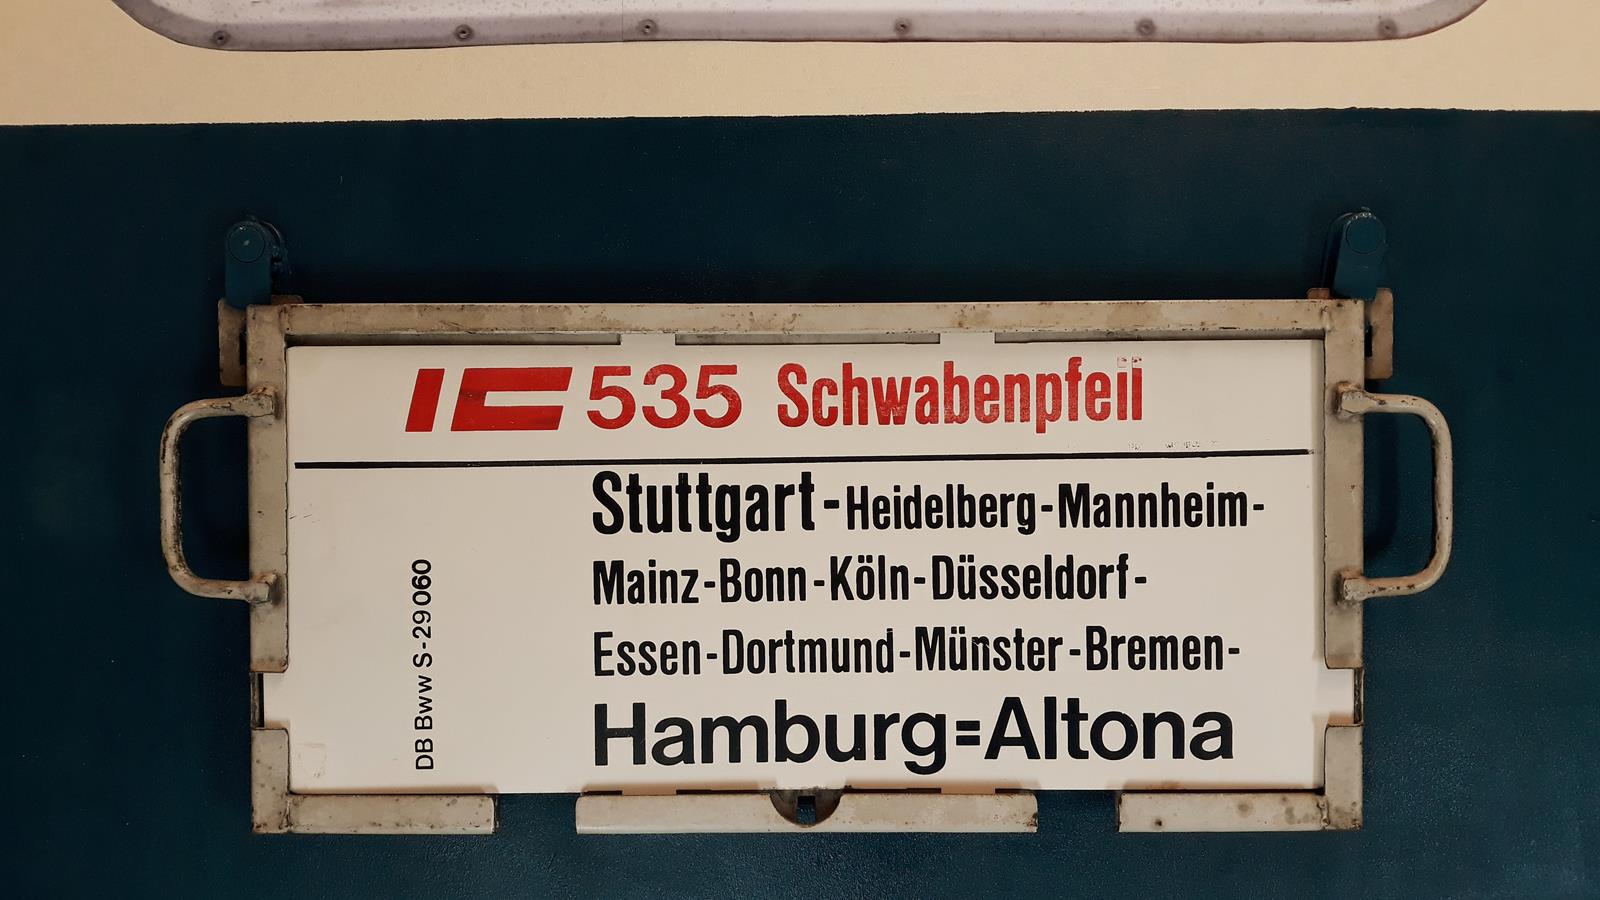 IC 535 Schwabenpfeil
Stuttgart-Heidelberg-Mannheim-
Mainz-Bonn-Köln-Düsseldorf-
Essen-Dortmund-Münster-Bremen-
Hamburg=Altona
DB Bww S-29060